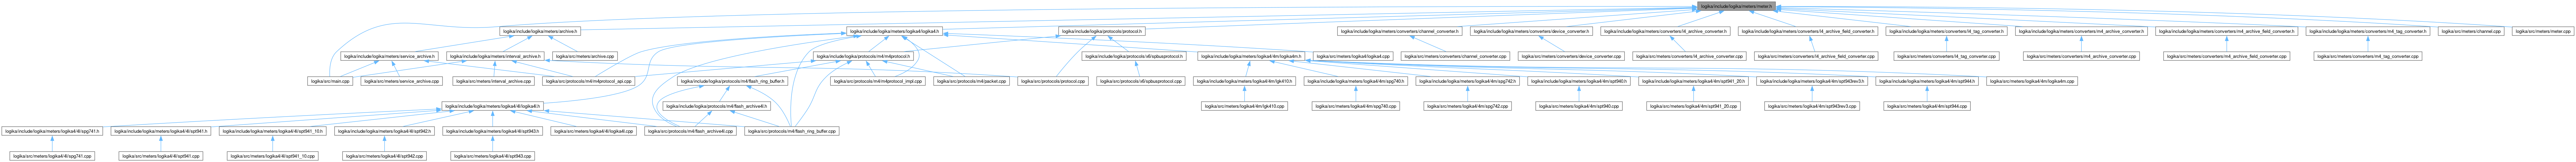 logika/include/logika/meters/meter.h
logika/include/logika/meters/archive.h
logika/include/logika/meters/logika4/logika4.h
logika/include/logika/protocols/protocol.h
logika/include/logika/meters/converters/channel_converter.h
logika/include/logika/meters/converters/device_converter.h
logika/include/logika/meters/converters/l4_archive_converter.h
logika/include/logika/meters/converters/l4_archive_field_converter.h
logika/include/logika/meters/converters/l4_tag_converter.h
logika/include/logika/meters/converters/m4_archive_converter.h
logika/include/logika/meters/converters/m4_archive_field_converter.h
logika/include/logika/meters/converters/m4_tag_converter.h
logika/src/meters/channel.cpp
logika/src/meters/meter.cpp
logika/include/logika/meters/service_archive.h
logika/include/logika/meters/interval_archive.h
logika/src/meters/archive.cpp
logika/include/logika/protocols/m4/m4protocol.h
logika/include/logika/protocols/x6/sptbusprotocol.h
logika/include/logika/meters/logika4/4m/logika4m.h
logika/src/meters/logika4/logika4.cpp
logika/src/meters/converters/channel_converter.cpp
logika/src/meters/converters/device_converter.cpp
logika/src/meters/converters/l4_archive_converter.cpp
logika/src/meters/converters/l4_archive_field_converter.cpp
logika/src/meters/converters/l4_tag_converter.cpp
logika/src/meters/converters/m4_archive_converter.cpp
logika/src/meters/converters/m4_archive_field_converter.cpp
logika/src/meters/converters/m4_tag_converter.cpp
logika/src/main.cpp
logika/src/meters/service_archive.cpp
logika/src/meters/interval_archive.cpp
logika/src/protocols/m4/m4protocol_api.cpp
logika/include/logika/protocols/m4/flash_ring_buffer.h
logika/src/protocols/m4/m4protocol_impl.cpp
logika/src/protocols/m4/packet.cpp
logika/src/protocols/protocol.cpp
logika/src/protocols/x6/sptbusprotocol.cpp
logika/include/logika/meters/logika4/4m/lgk410.h
logika/include/logika/meters/logika4/4m/spg740.h
logika/include/logika/meters/logika4/4m/spg742.h
logika/include/logika/meters/logika4/4m/spt940.h
logika/include/logika/meters/logika4/4m/spt941_20.h
logika/include/logika/meters/logika4/4m/spt943rev3.h
logika/include/logika/meters/logika4/4m/spt944.h
logika/src/meters/logika4/4m/logika4m.cpp
logika/include/logika/meters/logika4/4l/logika4l.h
logika/include/logika/protocols/m4/flash_archive4l.h
logika/src/meters/logika4/4m/lgk410.cpp
logika/src/meters/logika4/4m/spg740.cpp
logika/src/meters/logika4/4m/spg742.cpp
logika/src/meters/logika4/4m/spt940.cpp
logika/src/meters/logika4/4m/spt941_20.cpp
logika/src/meters/logika4/4m/spt943rev3.cpp
logika/src/meters/logika4/4m/spt944.cpp
logika/include/logika/meters/logika4/4l/spg741.h
logika/include/logika/meters/logika4/4l/spt941.h
logika/include/logika/meters/logika4/4l/spt941_10.h
logika/include/logika/meters/logika4/4l/spt942.h
logika/include/logika/meters/logika4/4l/spt943.h
logika/src/meters/logika4/4l/logika4l.cpp
logika/src/protocols/m4/flash_archive4l.cpp
logika/src/protocols/m4/flash_ring_buffer.cpp
logika/src/meters/logika4/4l/spg741.cpp
logika/src/meters/logika4/4l/spt941.cpp
logika/src/meters/logika4/4l/spt941_10.cpp
logika/src/meters/logika4/4l/spt942.cpp
logika/src/meters/logika4/4l/spt943.cpp